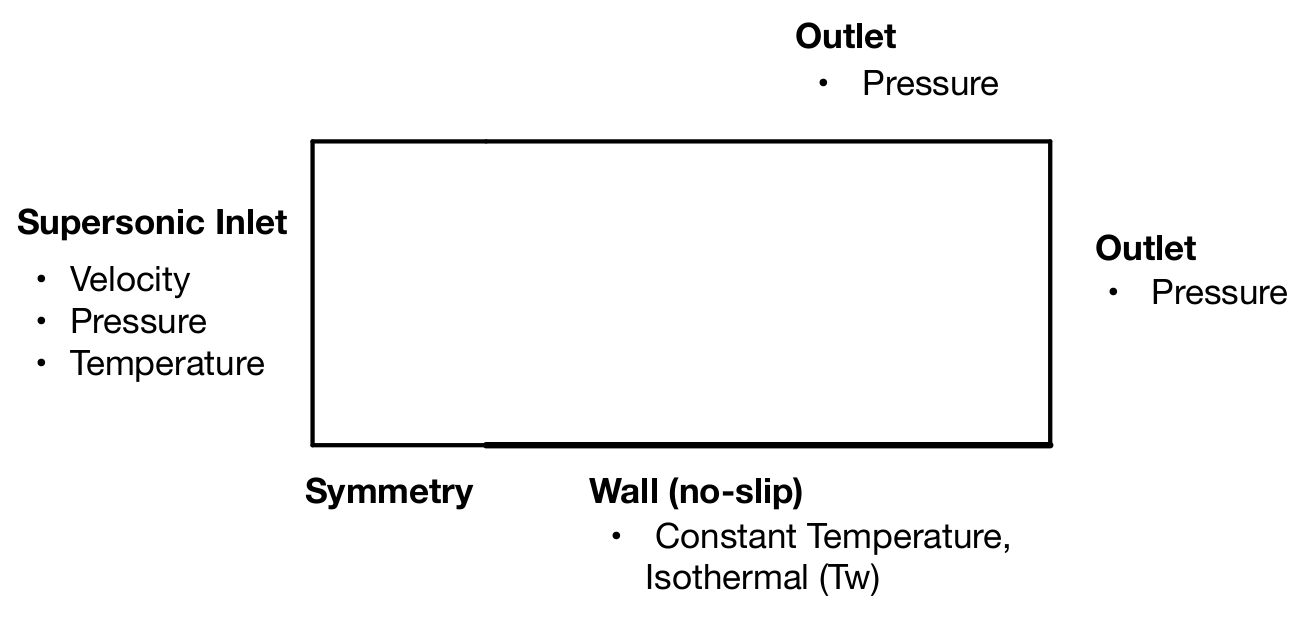 Outlet
• Pressure
Supersonic Inlet
• Velocity
• Pressure
• Temperature
Outlet
• Pressure
Symmetry
Wall (no-slip)
• Constant Temperature,
Isothermal (Tw)